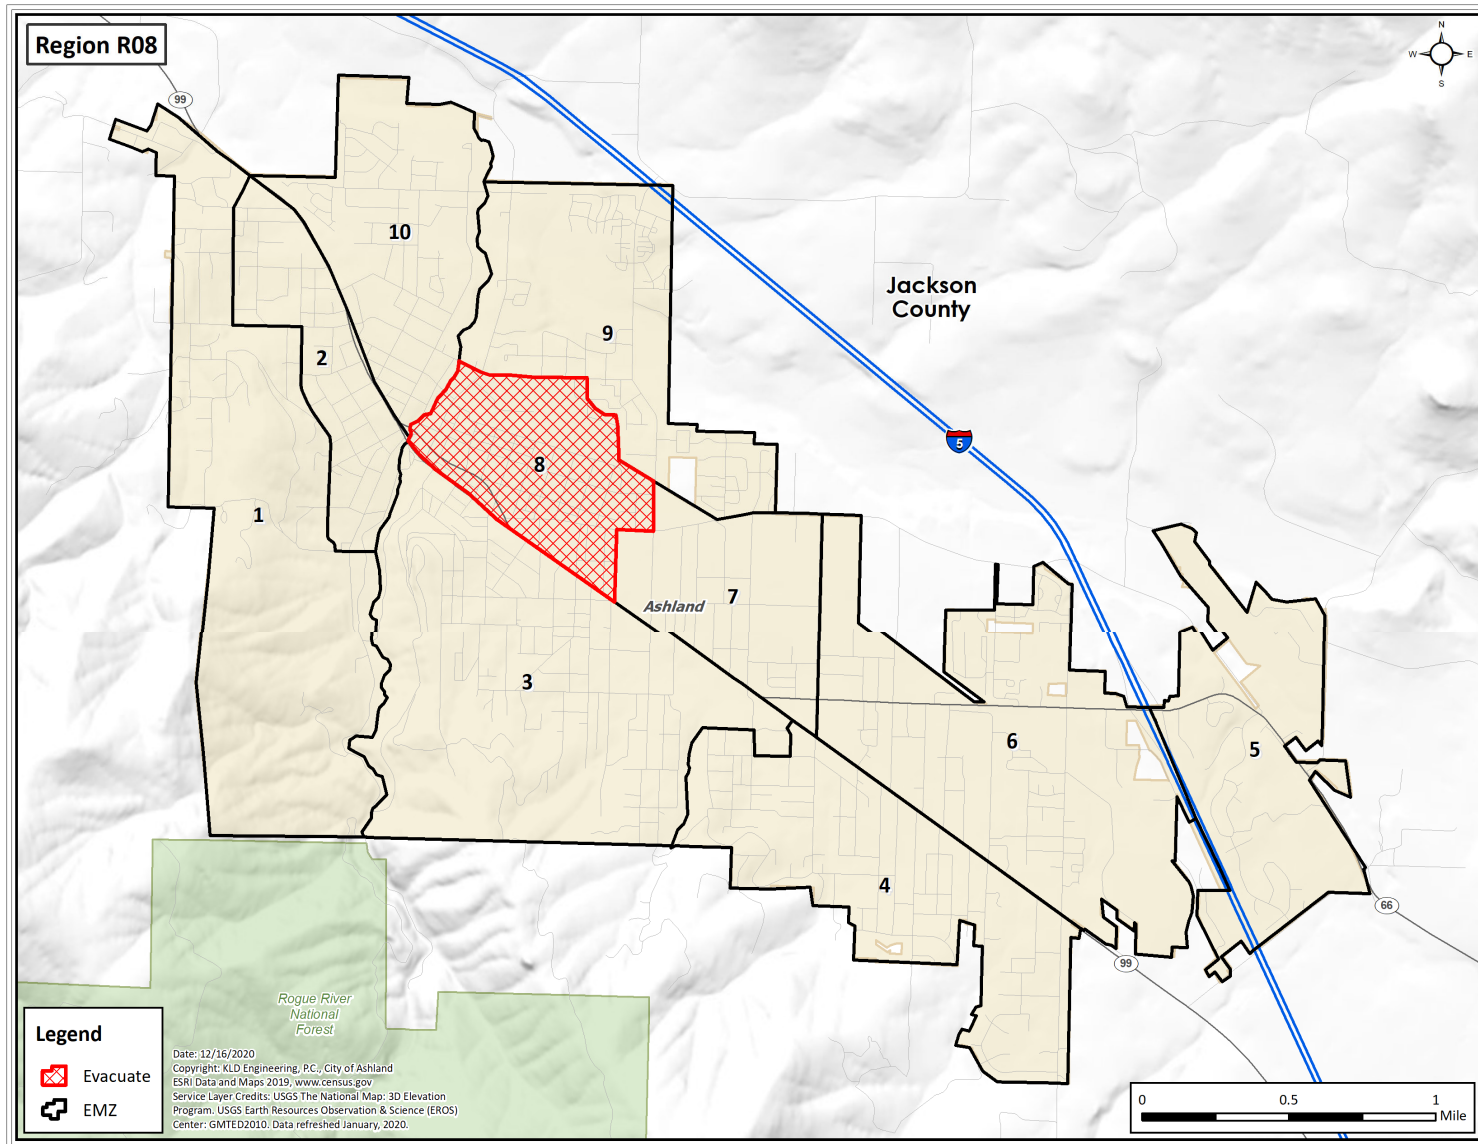 Region R08
N
W
E
S
99
10
Jackson
County
9
2
5
8
1
7
Ashland
3
6
5
4
66
99
Rogue River
National
Forest
Legend
Evacuate
EMZ
Date: 12/16/2020
Copyright: KLD Engineering, P.C., City of Ashland
ESRI Data and Maps 2019, www.census.gov
Service Layer Credits: USGS The National Map: 3D Elevation
Program. USGS Earth Resources Observation & Science (EROS)
Center: GMTED2010. Data refreshed January, 2020.
0
0.5
1
Mile